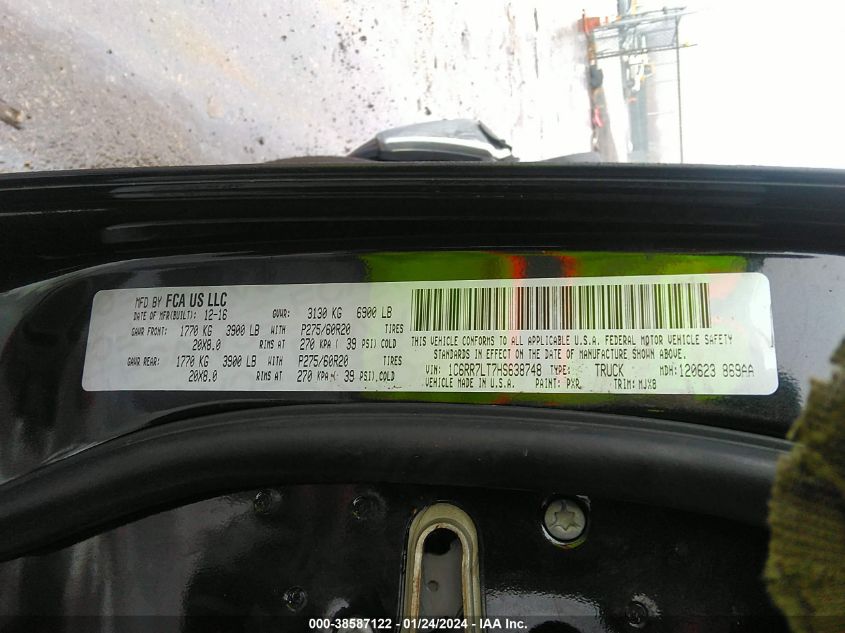 MFD BY FCA US LLC
DATE OF MFR(BUILT): 12-16 GVWR: 3130 KG 6900 LB
GAWR FRONT: 1770 KG 3900 LB WITH P275/60R20 TIRES
20X8.0 RIMS AT 270 KPA ( 39 PSI) COLD
GAWR REAR: 1770 KG 3900 LB WITH P275/60R20 TIRES
20X8.0 RIMS AT 270 KPA ( 39 PSI) COLD
THIS VEHICLE CONFORMS TO ALL APPLICABLE U.S.A. FEDERAL MOTOR VEHICLE SAFETY
STANDARDS IN EFFECT ON THE DATE OF MANUFACTURE SHOWN ABOVE.
VIN: 1C6RR7LT7HS638748 TYPE: TRUCK MDH: 120623 869AA
VEHICLE MADE IN U.S.A. PAINT: PXR TRIM: MJX8
000-38587122 - 01/24/2024 - IAA Inc.